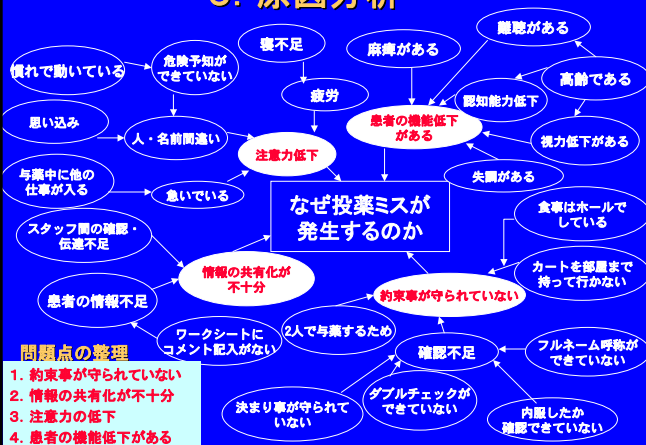 3. 原因分析
難聴がある
寝不足
麻痺がある
慣れで動いている
危険予知が
できていない
高齢である
認知能力低下
疲労
思い込み
人・名前間違い
患者の機能低下
がある
視力低下がある
注意力低下
与薬中に他の
仕事が入る
急いでいる
失調がある
なぜ投薬ミスが
発生するのか
食事はホールで
している
スタッフ間の確認・
伝達不足
情報の共有化が
不十分
カートを部屋まで
持って行かない
患者の情報不足
約束事が守られていない
ワークシートに
コメント記入がない
2人で与薬するため
確認不足
フルネーム呼称が
できていない
問題点の整理
1. 約束事が守られていない
2. 情報の共有化が不十分
3. 注意力の低下
4. 患者の機能低下がある
決まり事が守られて
いない
ダブルチェックが
できていない
内服したか
確認できていない